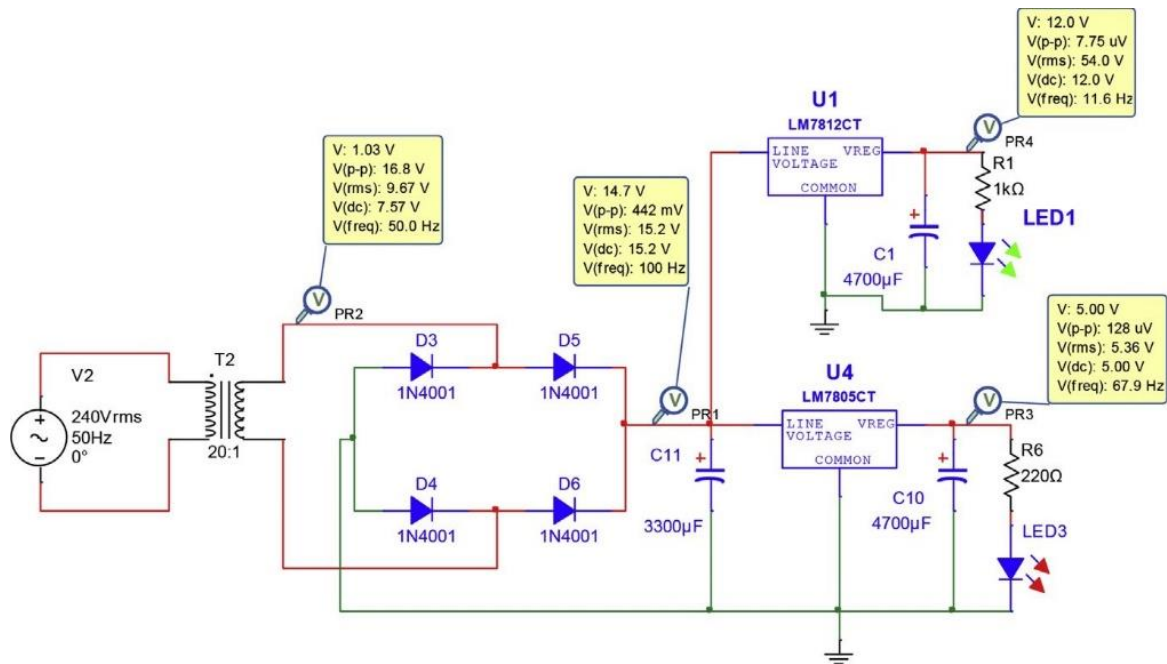 V: 12.0 V
V(p-p): 7.75 uV
V(rms): 54.0 V
V(dc): 12.0 V
V(freq): 11.6 Hz
PR4
U1
LM7812CT
LINE VREG
VOLTAGE
COMMON
R1
1kΩ
LED1
+
C1
4700µF
V: 1.03 V
V(p-p): 16.8 V
V(rms): 9.67 V
V(dc): 7.57 V
V(freq): 50.0 Hz
V
PR2
V: 14.7 V
V(p-p): 442 mV
V(rms): 15.2 V
V(dc): 15.2 V
V(freq): 100 Hz
V
PR1
V: 5.00 V
V(p-p): 128 uV
V(rms): 5.36 V
V(dc): 5.00 V
V(freq): 67.9 Hz
V
PR3
V
V2
+
240Vrms
50Hz
0°
T2
20:1
D3
1N4001
D5
1N4001
D4
1N4001
D6
1N4001
C11
+
3300µF
U4
LM7805CT
LINE VREG
VOLTAGE
COMMON
+
C10
4700µF
R6
220Ω
LED3